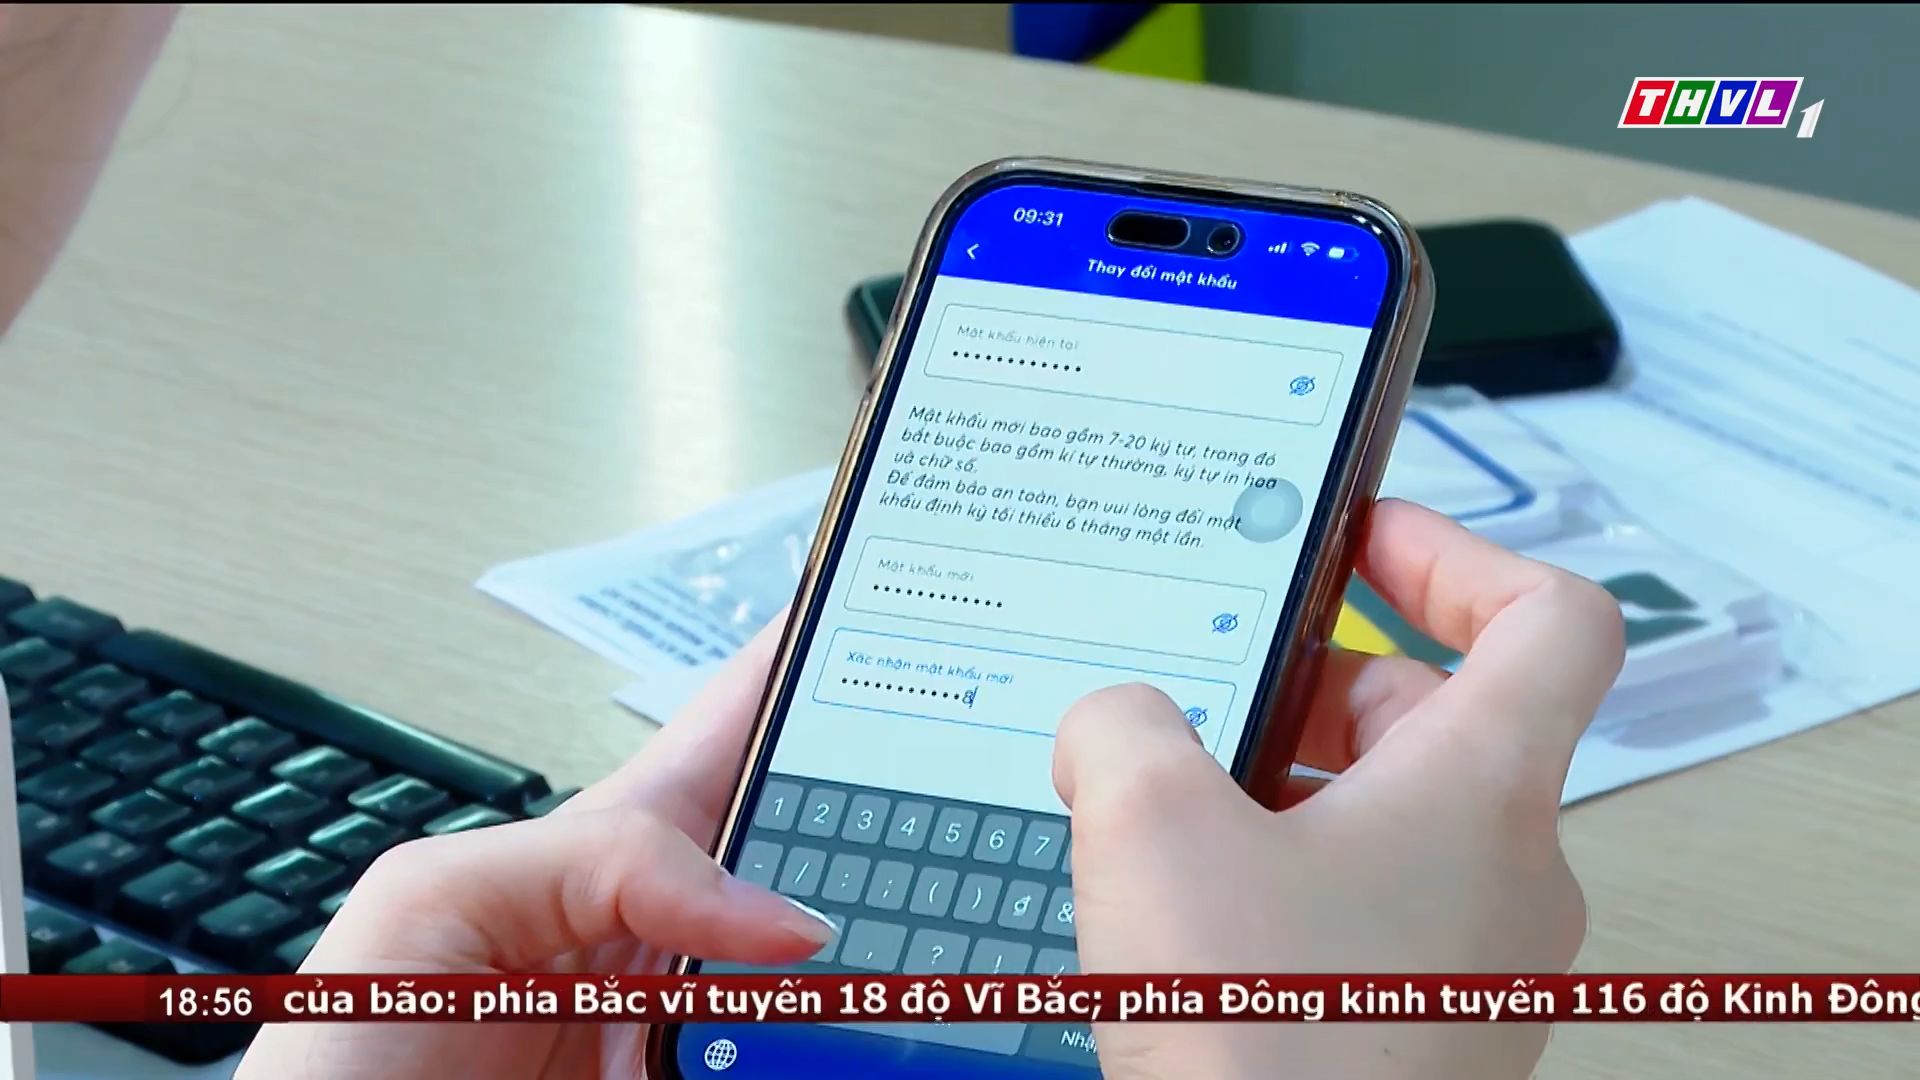 THVL1
09:31
Thay đổi mật khẩu
Mật khẩu hiện tại
••••••••••••
Mật khẩu mới bao gồm 7-20 ký tự, trong đó
bắt buộc bao gồm kí tự thường, ký tự in hoa
và chữ số.
Để đảm bảo an toàn, bạn vui lòng đổi mật
khẩu định kỳ tối thiểu 6 tháng một lần.
Mật khẩu mới
••••••••••••
Xác nhận mật khẩu mới
•••••••••••8
1 2 3 4 5 6 7
- / : ; ( ) đ &
, ? !
18:56 của bão: phía Bắc vĩ tuyến 18 độ Vĩ Bắc; phía Đông kinh tuyến 116 độ Kinh Đông